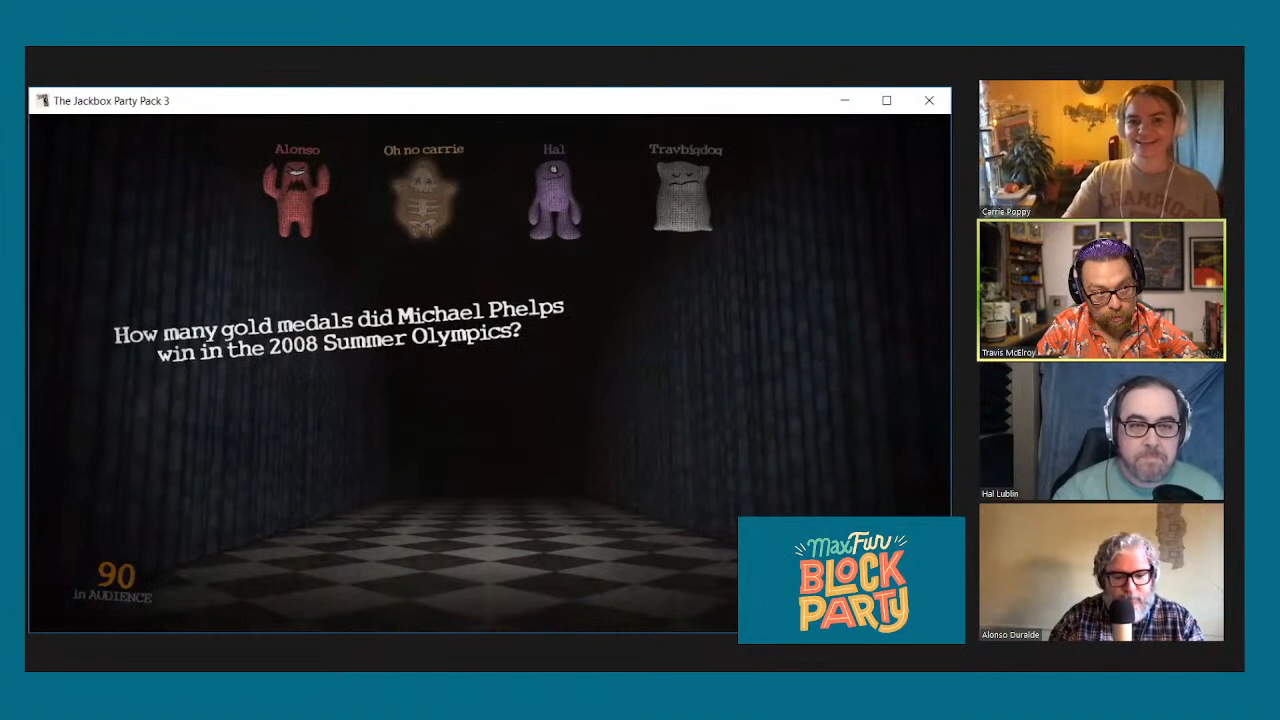 The Jackbox Party Pack 3
Alonso
Oh no carrie
Hal
Travbigdog
How many gold medals did Michael Phelps
win in the 2008 Summer Olympics?
90
in AUDIENCE
MaxFun
BLOCK
PARTY
CHAMPION
Carrie Poppy
Travis McElroy
Hal Lublin
Alonso Duralde